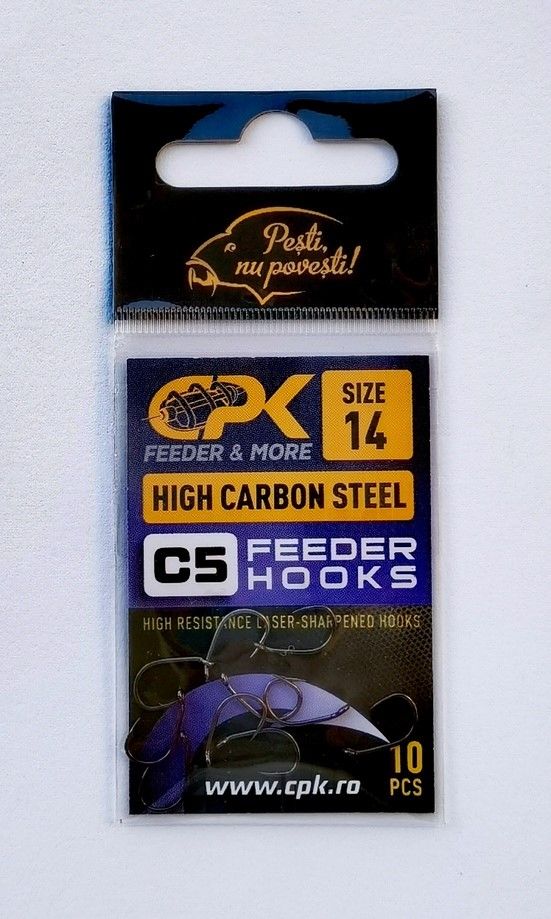 Pești,
nu povești!
CPK
FEEDER & MORE
SIZE
14
HIGH CARBON STEEL
C5
FEEDER
HOOKS
HIGH RESISTANCE LASER-SHARPENED HOOKS
10
PCS
www.cpk.ro